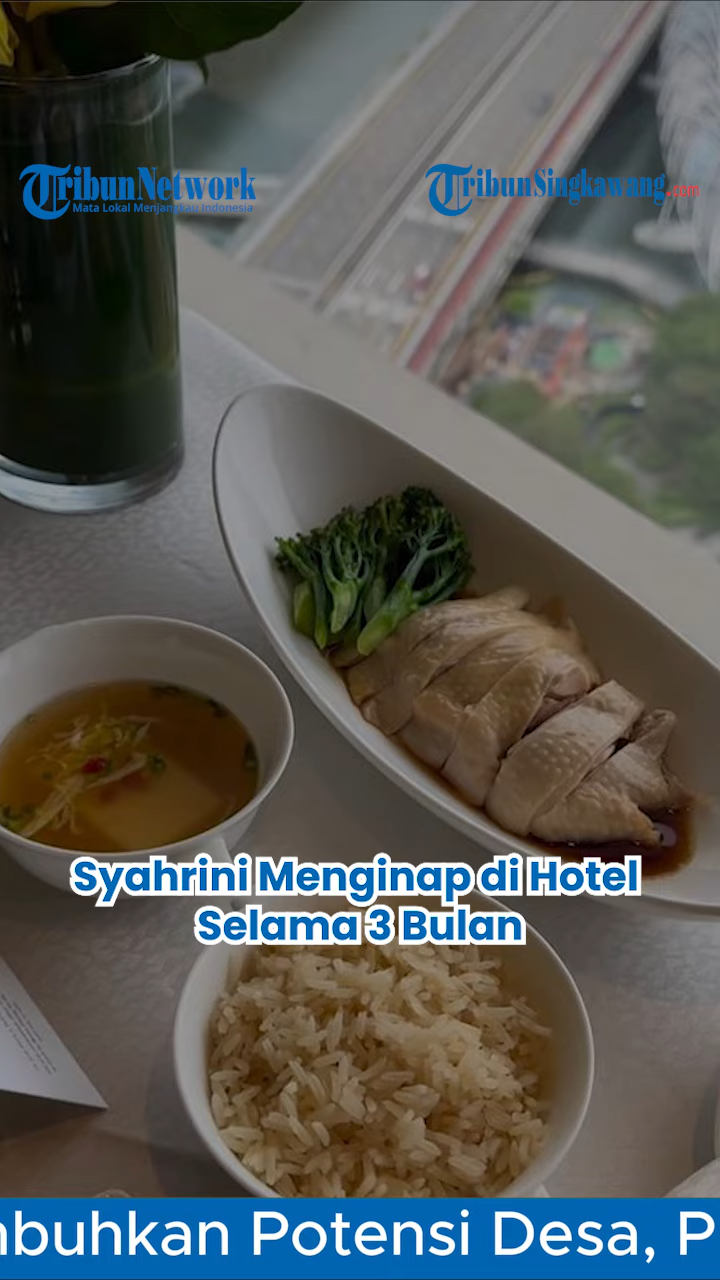 TribunNetwork
Mata Lokal Menjangkau Indonesia
TribunSingkawang.com
Syahrini Menginap di Hotel
Selama 3 Bulan
mbuhkan Potensi Desa, P